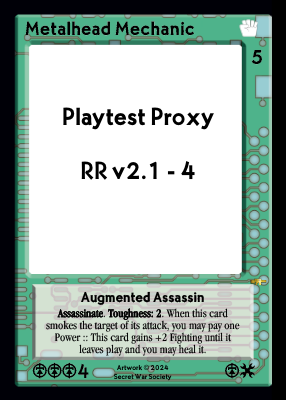 Metalhead Mechanic
5
Playtest Proxy
RR v2.1 - 4
Augmented Assassin
Assassinate. Toughness: 2. When this card
smokes the target of its attack, you may pay one
Power :: This card gains +2 Fighting until it
leaves play and you may heal it.
4
Artwork © 2024
Secret War Society